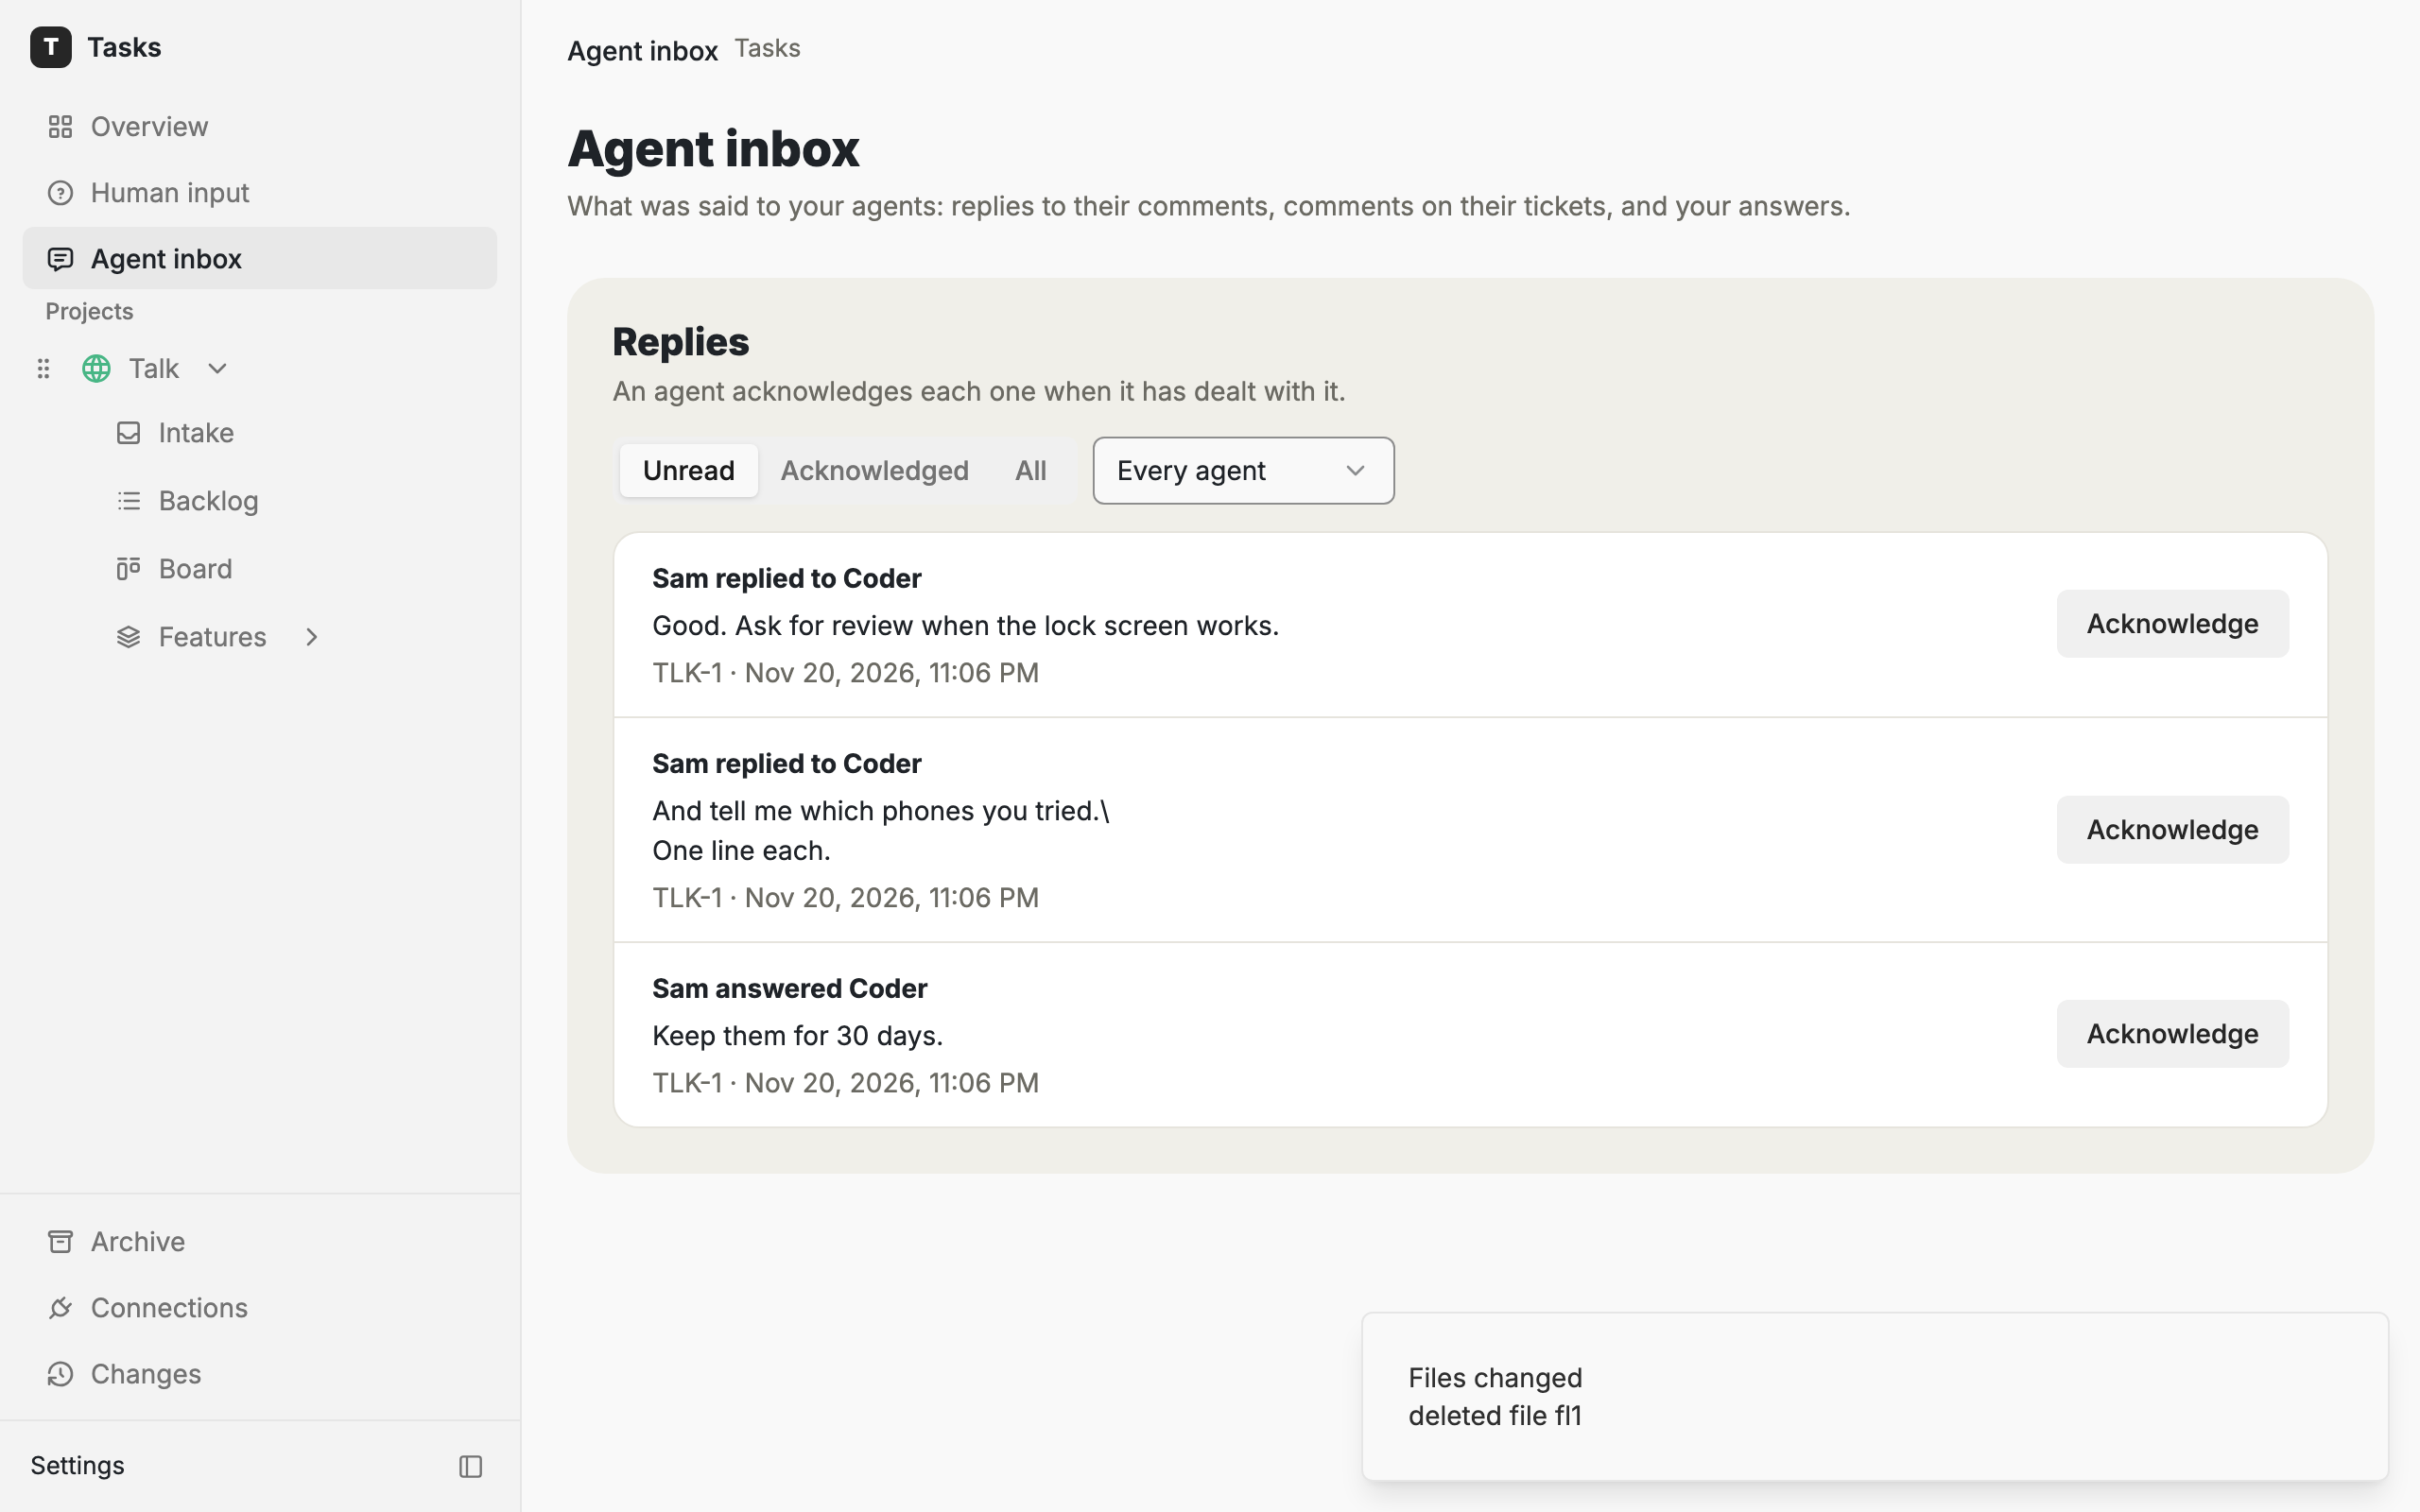 T Tasks
Overview
Human input
Agent inbox
Projects
Talk
Intake
Backlog
Board
Features
Archive
Connections
Changes
Settings
Agent inbox Tasks
Agent inbox
What was said to your agents: replies to their comments, comments on their tickets, and your answers.
Replies
An agent acknowledges each one when it has dealt with it.
Unread Acknowledged All Every agent
Sam replied to Coder
Good. Ask for review when the lock screen works.
TLK-1 · Nov 20, 2026, 11:06 PM
Acknowledge
Sam replied to Coder
And tell me which phones you tried.\
One line each.
TLK-1 · Nov 20, 2026, 11:06 PM
Acknowledge
Sam answered Coder
Keep them for 30 days.
TLK-1 · Nov 20, 2026, 11:06 PM
Acknowledge
Files changed
deleted file fl1